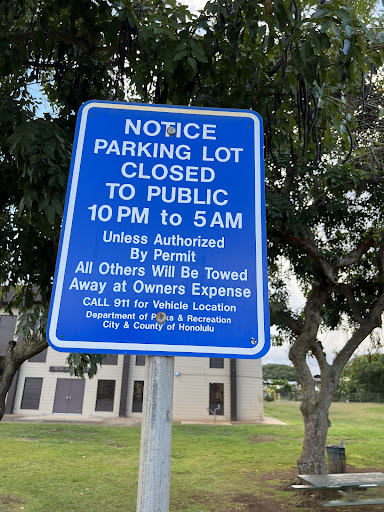 NOTICE
PARKING LOT
CLOSED
TO PUBLIC
10 PM to 5 AM
Unless Authorized
By Permit
All Others Will Be Towed
Away at Owners Expense
CALL 911 for Vehicle Location
Department of Parks & Recreation
City & County of Honolulu